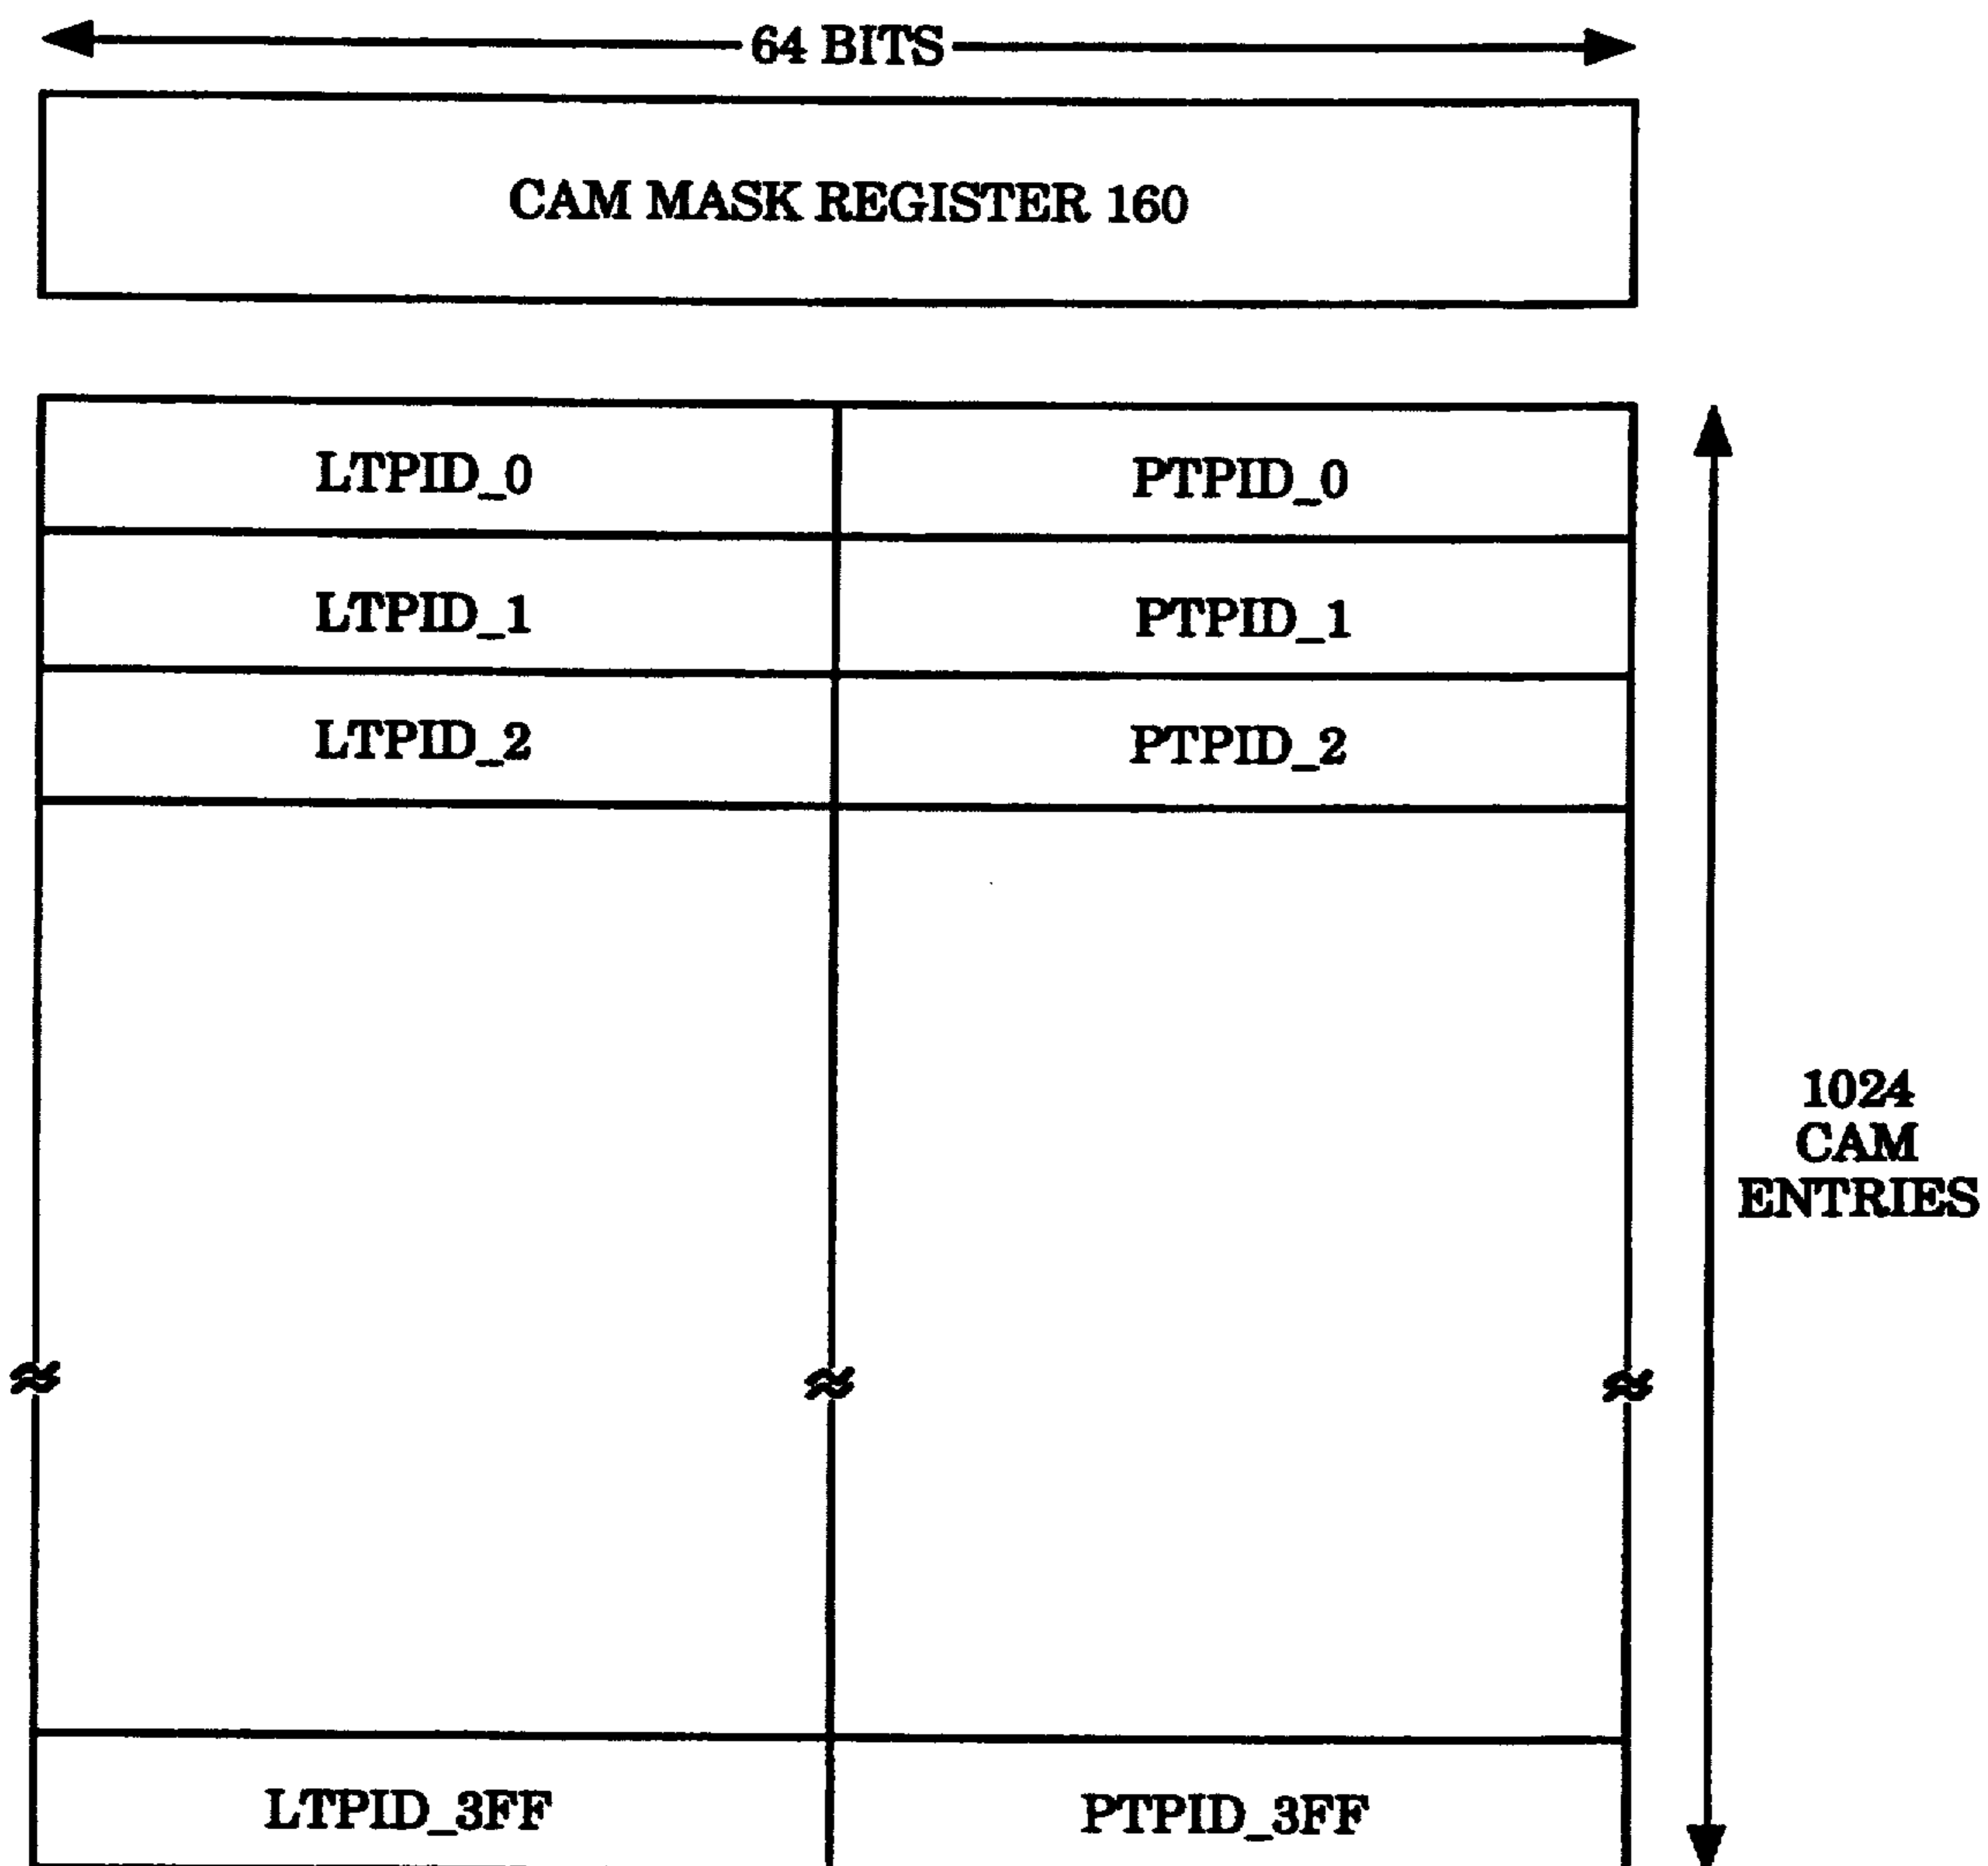 64 BITS
CAM MASK REGISTER 160
LTPID_0 PTPID_0
LTPID_1 PTPID_1
LTPID_2 PTPID_2
1024
CAM
ENTRIES
LTPID_3FF PTPID_3FF